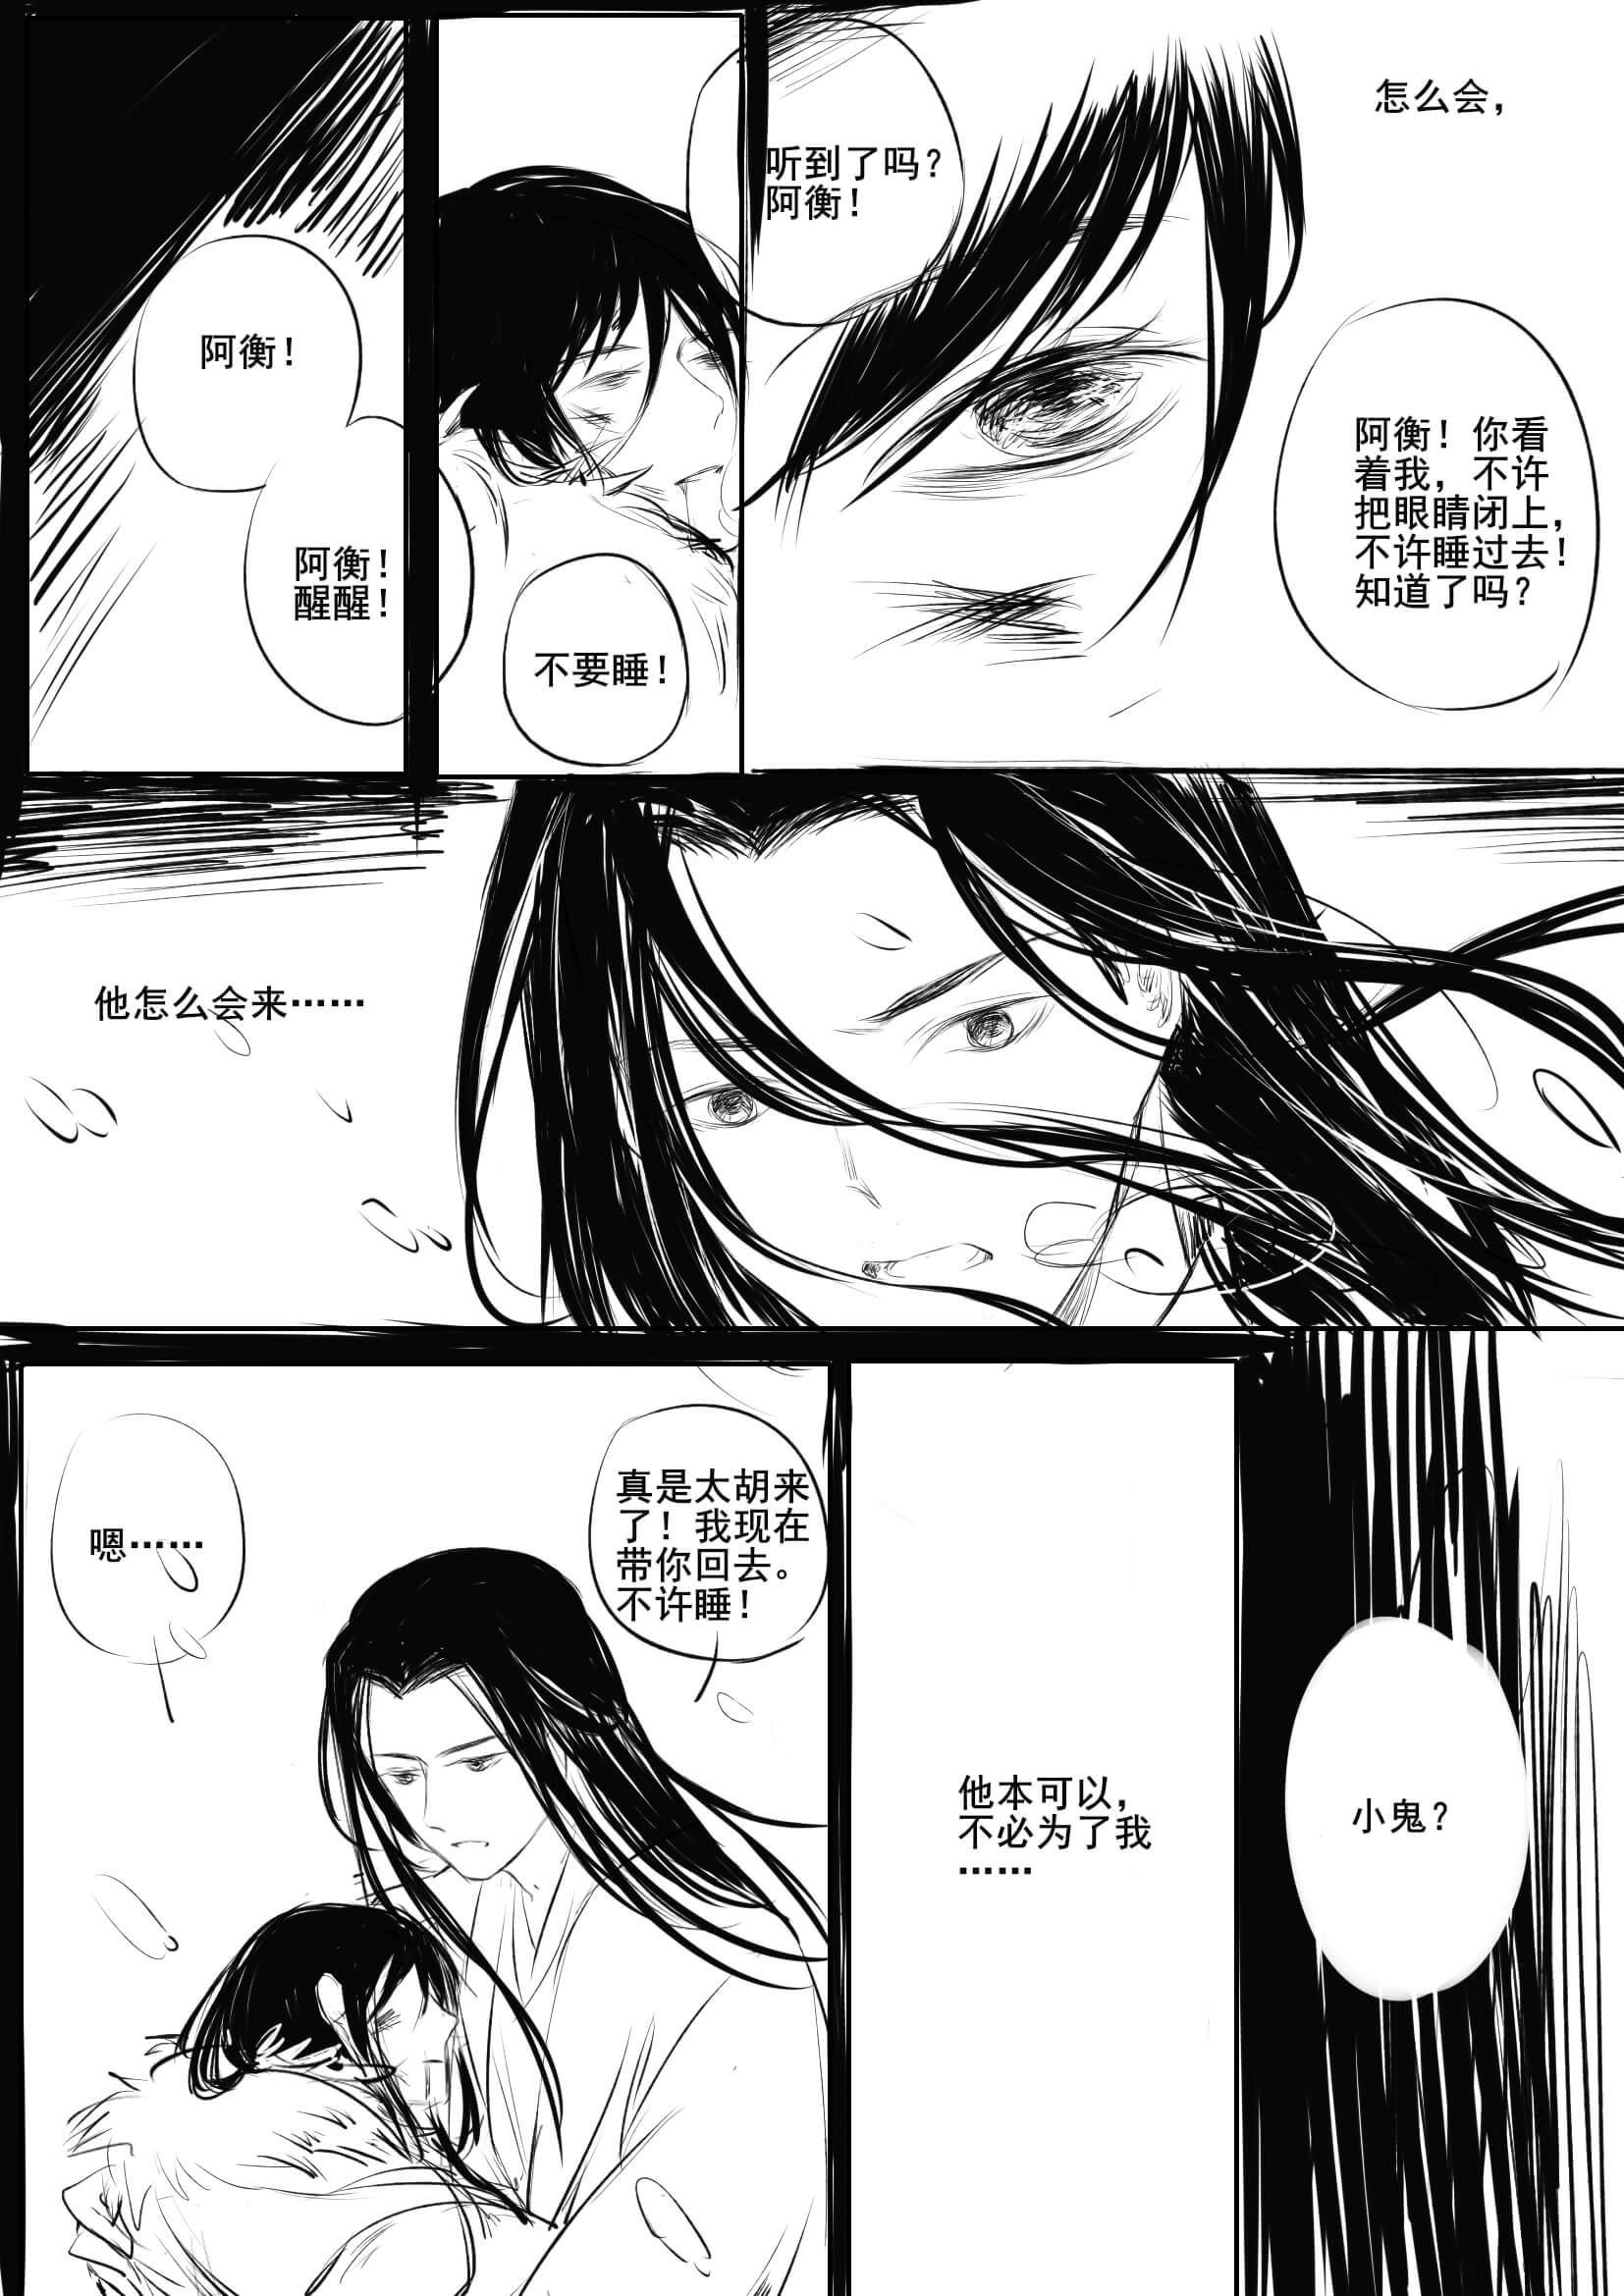 阿衡！
阿衡！
醒醒！
不要睡！
听到了吗？
阿衡！
怎么会，
阿衡！你看
着我，不许
把眼睛闭上，
不许睡过去！
知道了吗？
他怎么会来……
嗯……
真是太胡来
了！我现在
带你回去。
不许睡！
他本可以，
不必为了我
……
小鬼？